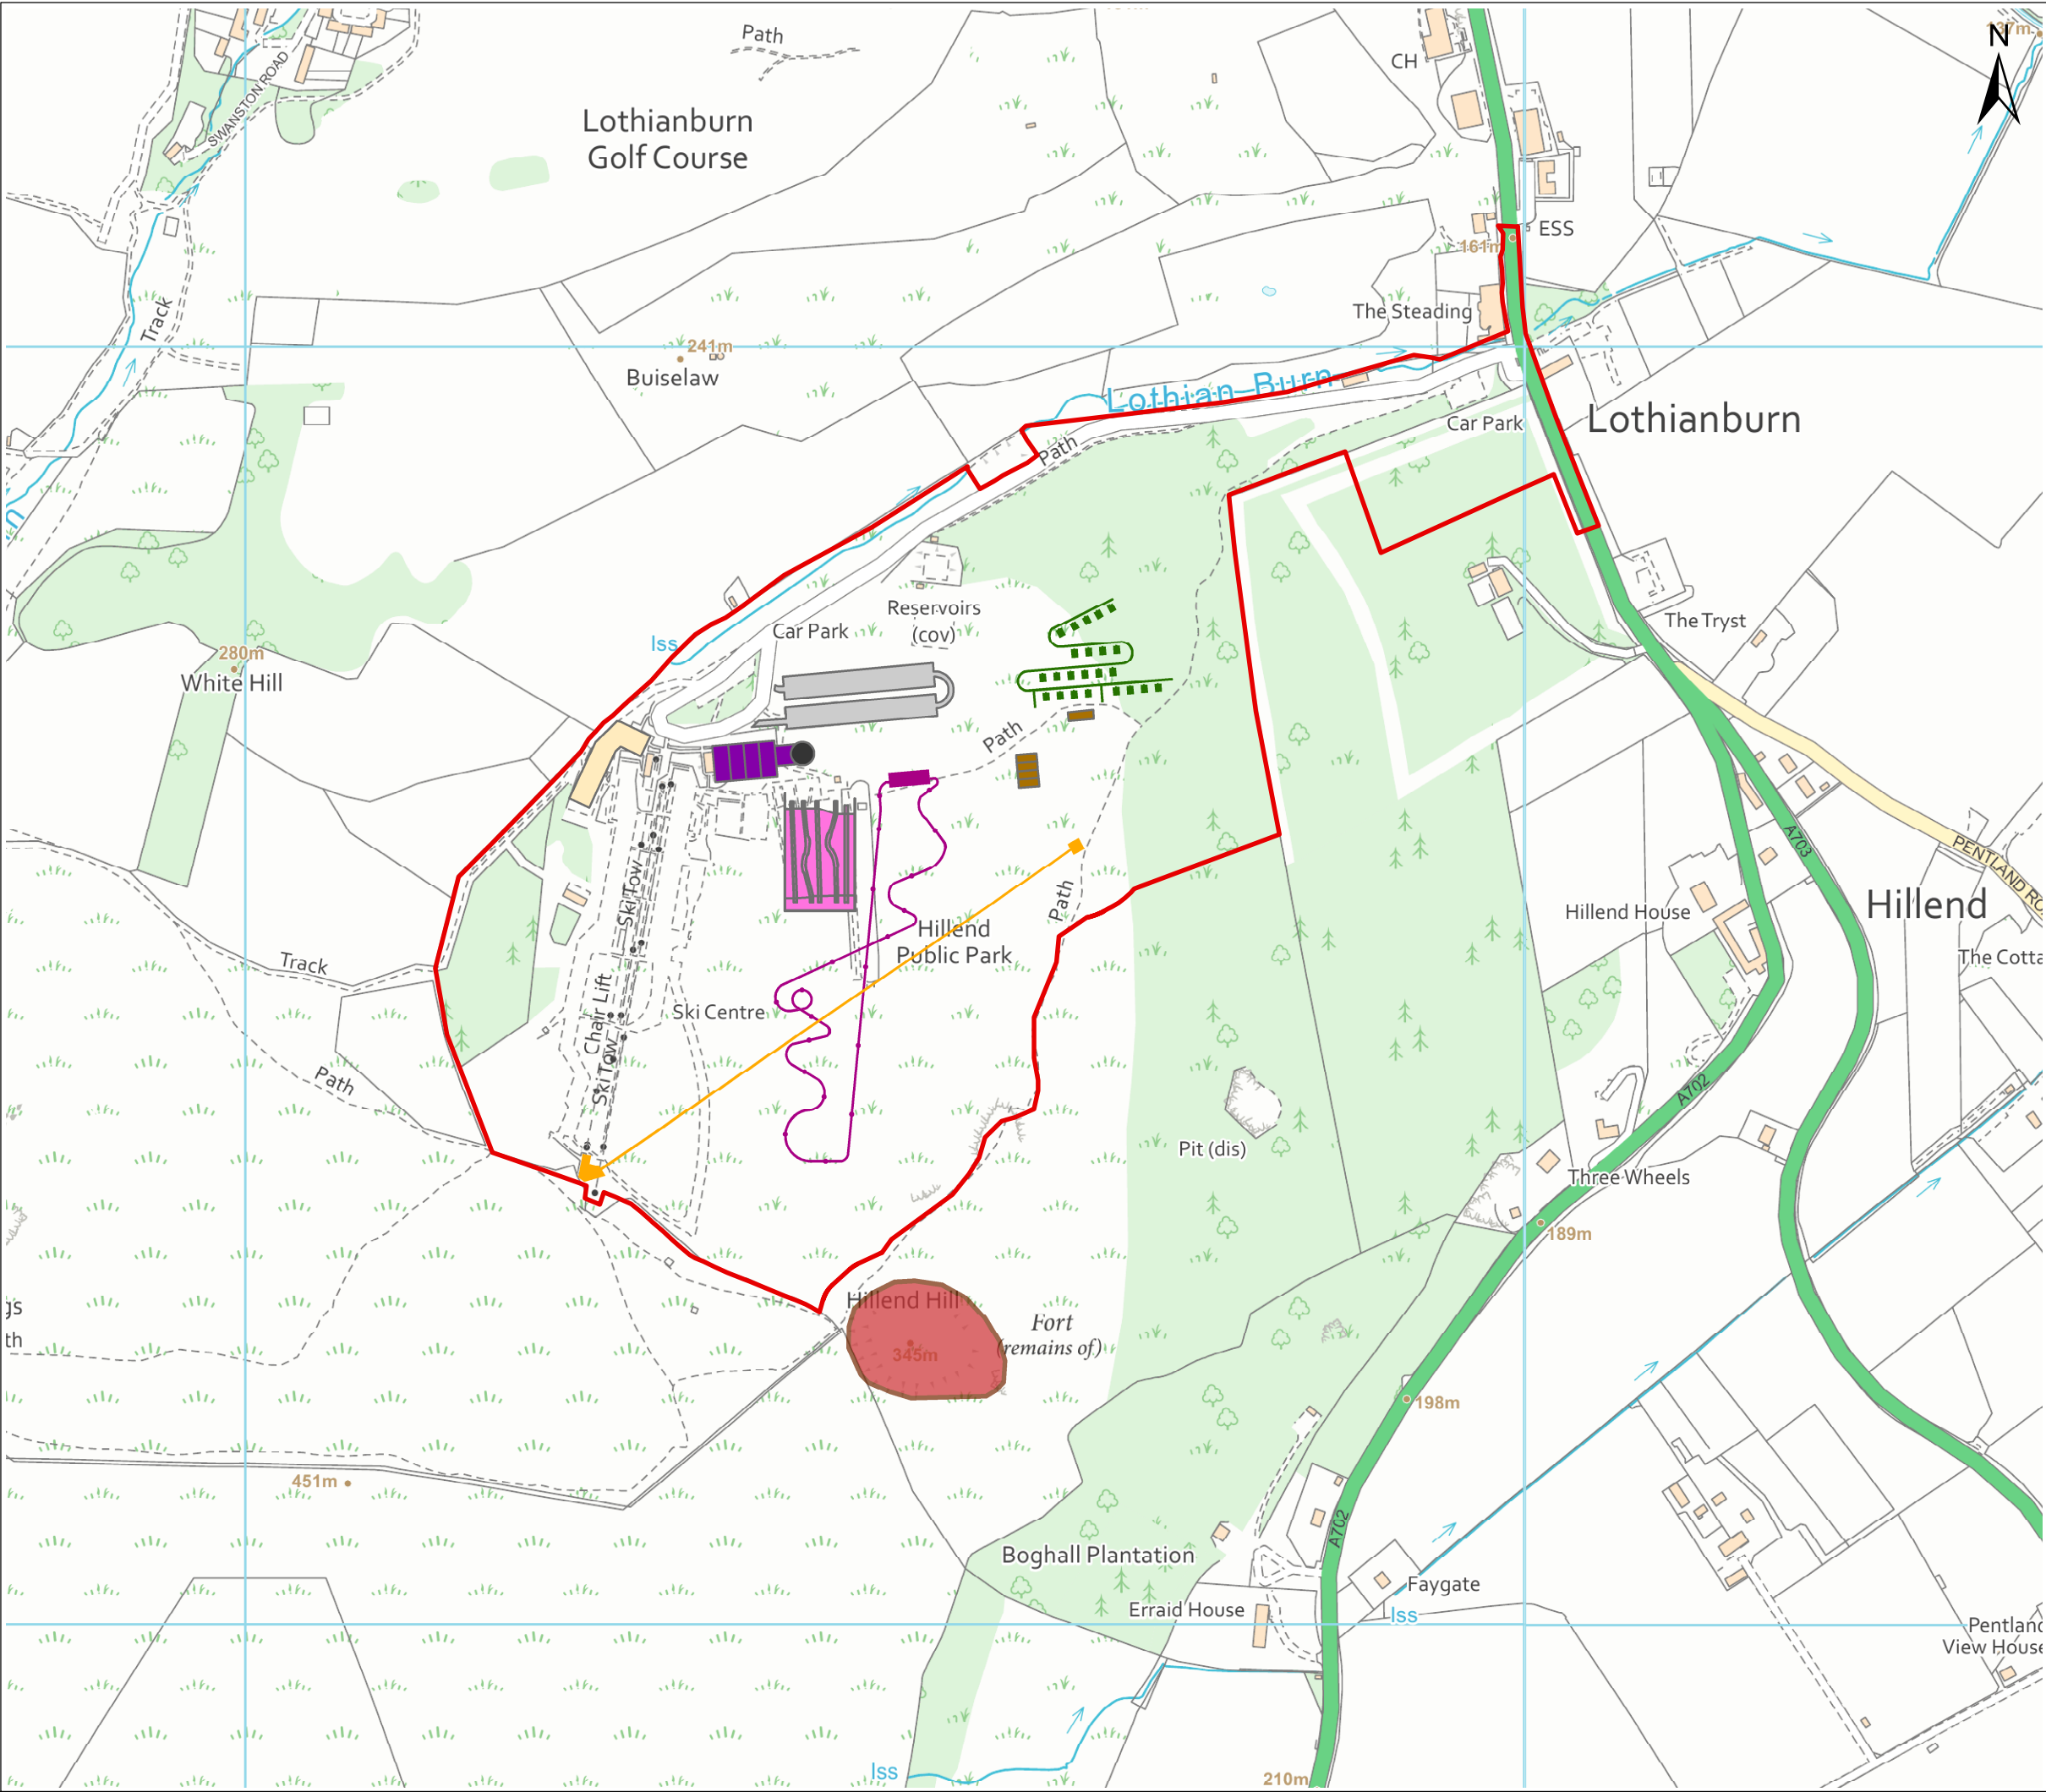 Path
137m
N
CH
SWANSTON ROAD
Lothianburn
Golf Course
ESS
161m
Track
The Steading
241m
Buiselaw
Lothian Burn
Lothianburn
Car Park
Path
Reservoirs
(cov)
Car Park
Iss
The Tryst
280m
White Hill
Path
A703
PENTLAND RO
Ski Tow
Path
Hillend House
Hillend
Hillend
Public Park
The Cotta
Track
Chair Lift
Ski Centre
Ski Tow
Path
A702
Pit (dis)
Three Wheels
189m
gs
Hillend Hill
Fort
(remains of)
th
345m
198m
451m
A702
Boghall Plantation
Faygate
Erraid House
Iss
Pentland
View House
Iss
210m